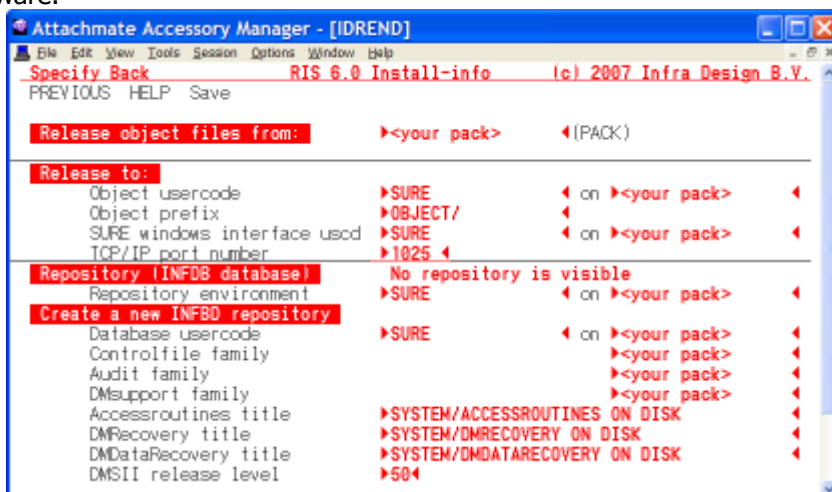 ware.
Attachmate Accessory Manager - [IDREND]
File Edit View Tools Session Options Window Help
Specify Back RIS 6.0 Install-info (c) 2007 Infra Design B.V.
PREVIOUS HELP Save
Release object files from: <your pack> (PACK)
Release to:
Object usercode SURE on <your pack>
Object prefix OBJECT/
SURE windows interface uscd SURE on <your pack>
TCP/IP port number 1025
Repository (INFDB database) No repository is visible
Repository environment SURE on <your pack>
Create a new INFBD repository
Database usercode SURE on <your pack>
Controlfile family <your pack>
Audit family <your pack>
DMsupport family <your pack>
Accessroutines title SYSTEM/ACCESSROUTINES ON DISK
DMRecovery title SYSTEM/DMRECOVERY ON DISK
DMDataRecovery title SYSTEM/DMDATARECOVERY ON DISK
DMSII release level 504